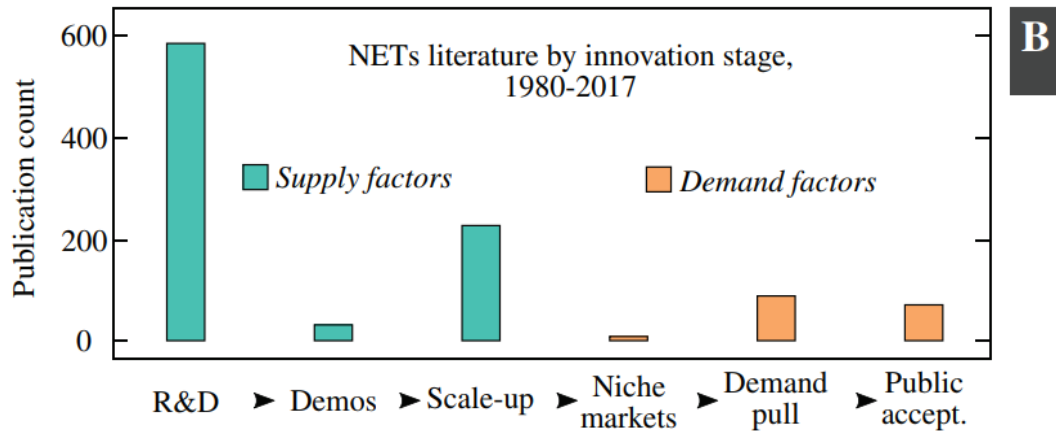 B
NETs literature by innovation stage,
1980-2017
Publication count
600
400
200
0
Supply factors
Demand factors
R&D
Demos
Scale-up
Niche
markets
Demand
pull
Public
accept.